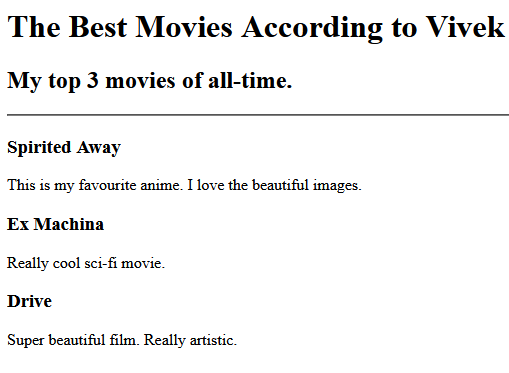 The Best Movies According to Vivek
My top 3 movies of all-time.
Spirited Away
This is my favourite anime. I love the beautiful images.
Ex Machina
Really cool sci-fi movie.
Drive
Super beautiful film. Really artistic.